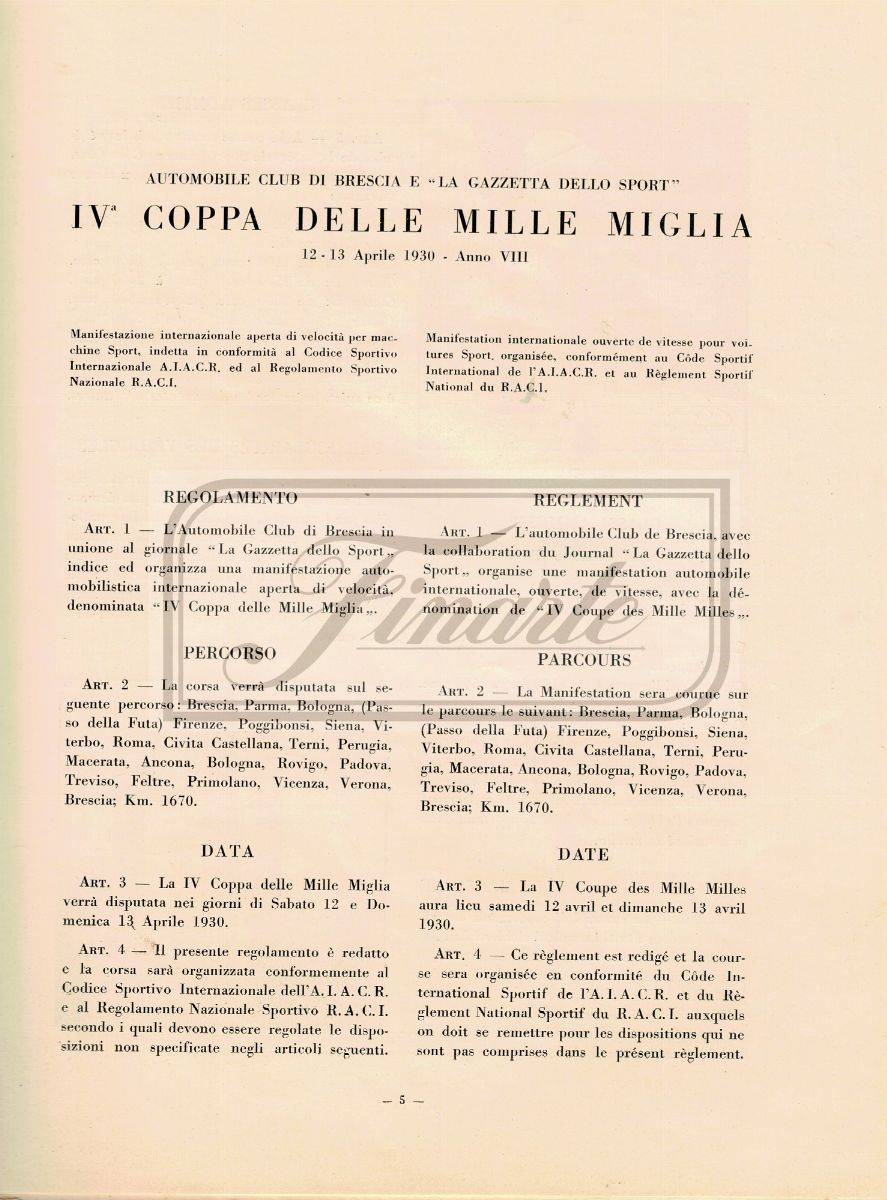 AUTOMOBILE CLUB DI BRESCIA E “LA GAZZETTA DELLO SPORT”
IVª COPPA DELLE MILLE MIGLIA
12 - 13 Aprile 1930 - Anno VIII
Manifestazione internazionale aperta di velocità per mac-
chine Sport, indetta in conformità al Codice Sportivo
Internazionale A.I.A.C.R. ed al Regolamento Sportivo
Nazionale R.A.C.I.
Manifestation internationale ouverte de vitesse pour voi-
tures Sport, organisée, conformément au Côde Sportif
International de l'A.I.A.C.R. et au Règlement Sportif
National du R.A.C.I.
REGOLAMENTO
ART. 1 — L'Automobile Club di Brescia in
unione al giornale “La Gazzetta dello Sport„
indice ed organizza una manifestazione auto-
mobilistica internazionale aperta di velocità,
denominata “IV Coppa delle Mille Miglia„.
PERCORSO
ART. 2 — La corsa verrà disputata sul se-
guente percorso: Brescia, Parma, Bologna, (Pas-
so della Futa) Firenze, Poggibonsi, Siena, Vi-
terbo, Roma, Civita Castellana, Terni, Perugia,
Macerata, Ancona, Bologna, Rovigo, Padova,
Treviso, Feltre, Primolano, Vicenza, Verona,
Brescia; Km. 1670.
DATA
ART. 3 — La IV Coppa delle Mille Miglia
verrà disputata nei giorni di Sabato 12 e Do-
menica 13 Aprile 1930.
ART. 4 — Il presente regolamento è redatto
e la corsa sarà organizzata conformemente al
Codice Sportivo Internazionale dell'A. I. A. C. R.
e al Regolamento Nazionale Sportivo R. A. C. I.
secondo i quali devono essere regolate le dispo-
sizioni non specificate negli articoli seguenti.
REGLEMENT
ART. 1 — L'automobile Club de Brescia, avec
la collaboration du Journal “La Gazzetta dello
Sport„ organise une manifestation automobile
internationale, ouverte, de vitesse, avec la dé-
nomination de “IV Coupe des Mille Milles„.
PARCOURS
ART. 2 — La Manifestation sera courue sur
le parcours le suivant: Brescia, Parma, Bologna,
(Passo della Futa) Firenze, Poggibonsi, Siena,
Viterbo, Roma, Civita Castellana, Terni, Peru-
gia, Macerata, Ancona, Bologna, Rovigo, Padova,
Treviso, Feltre, Primolano, Vicenza, Verona,
Brescia; Km. 1670.
DATE
ART. 3 — La IV Coupe des Mille Milles
aura lieu samedi 12 avril et dimanche 13 avril
1930.
ART. 4 — Ce règlement est redigé et la cour-
se sera organisée en conformité du Côde In-
ternational Sportif de l'A. I. A. C. R. et du Rè-
glement National Sportif du R. A. C. I. auxquels
on doit se remettre pour les dispositions qui ne
sont pas comprises dans le présent règlement.
Finarte
— 5 —